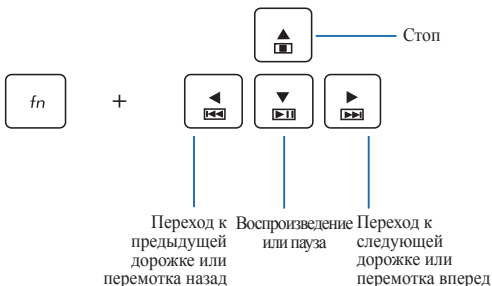 Стоп
fn
+
Переход к
предыдущей
дорожке или
перемотка назад
Воспроизведение
или пауза
Переход к
следующей
дорожке или
перемотка вперед